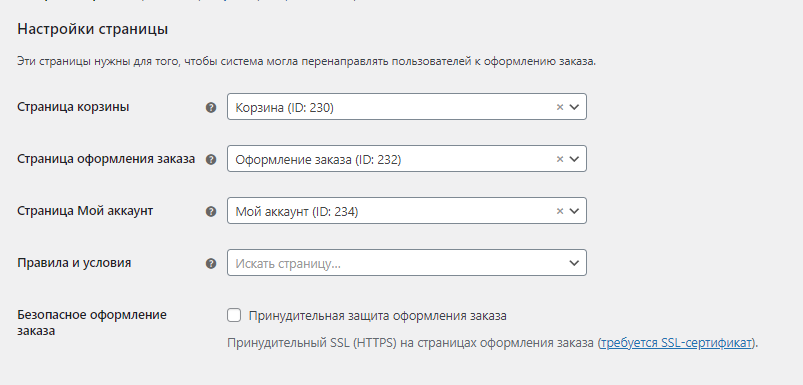 Настройки страницы
Эти страницы нужны для того, чтобы система могла перенаправлять пользователей к оформлению заказа.
Страница корзины
Корзина (ID: 230)
Страница оформления заказа
Оформление заказа (ID: 232)
Страница Мой аккаунт
Мой аккаунт (ID: 234)
Правила и условия
Искать страницу...
Безопасное оформление
заказа
Принудительная защита оформления заказа
Принудительный SSL (HTTPS) на страницах оформления заказа (требуется SSL-сертификат).